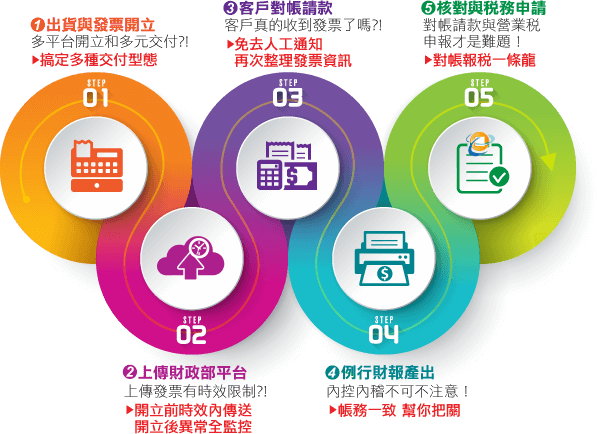 ❶出貨與發票開立
多平台開立和多元交付?!
▶搞定多種交付型態
STEP
01
❷上傳財政部平台
上傳發票有時效限制?!
▶開立前時效內傳送
開立後異常全監控
STEP
02
❸客戶對帳請款
客戶真的收到發票了嗎?!
▶免去人工通知
再次整理發票資訊
STEP
03
$
❹例行財報產出
內控內稽不可不注意！
▶帳務一致 幫你把關
STEP
04
$
❺核對與稅務申請
對帳請款與營業稅
申報才是難題！
▶對帳報稅一條龍
STEP
05